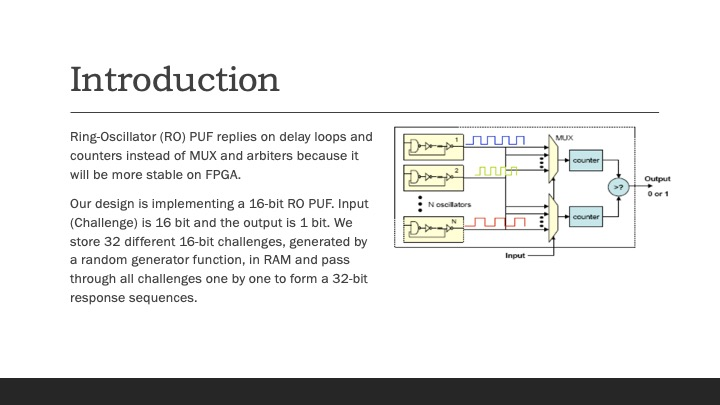 Introduction
Ring-Oscillator (RO) PUF replies on delay loops and
counters instead of MUX and arbiters because it
will be more stable on FPGA.
Our design is implementing a 16-bit RO PUF. Input
(Challenge) is 16 bit and the output is 1 bit. We
store 32 different 16-bit challenges, generated by
a random generator function, in RAM and pass
through all challenges one by one to form a 32-bit
response sequences.
1
MUX
counter
2
>?
Output
0 or 1
N oscillators
counter
N
Input